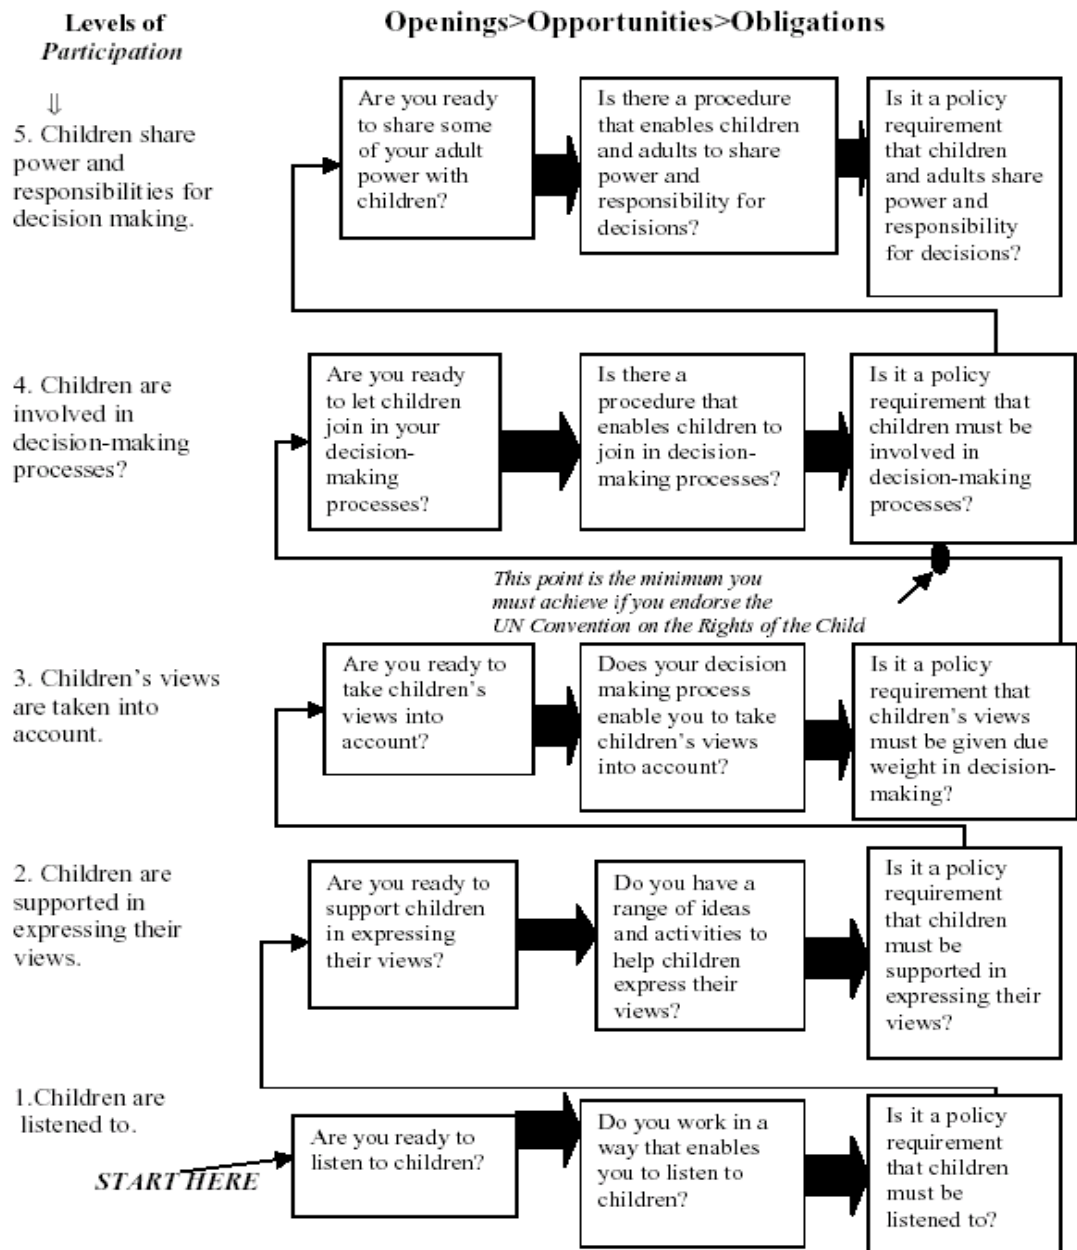 Levels of
Participation
Openings>Opportunities>Obligations
⇓
5. Children share
power and
responsibilities for
decision making.
Are you ready
to share some
of your adult
power with
children?
Is there a procedure
that enables children
and adults to share
power and
responsibility for
decisions?
Is it a policy
requirement
that children
and adults share
power and
responsibility
for decisions?
4. Children are
involved in
decision-making
processes?
Are you ready
to let children
join in your
decision-
making
processes?
Is there a
procedure that
enables children to
join in decision-
making processes?
Is it a policy
requirement that
children must be
involved in
decision-making
processes?
This point is the minimum you
must achieve if you endorse the
UN Convention on the Rights of the Child
3. Children’s views
are taken into
account.
Are you ready to
take children’s
views into
account?
Does your decision
making process
enable you to take
children’s views
into account?
Is it a policy
requirement that
children’s views
must be given due
weight in decision-
making?
2. Children are
supported in
expressing their
views.
Are you ready to
support children
in expressing
their views?
Do you have a
range of ideas
and activities to
help children
express their
views?
Is it a policy
requirement
that children
must be
supported in
expressing their
views?
1.Children are
listened to.
START HERE
Are you ready to
listen to children?
Do you work in a
way that enables
you to listen to
children?
Is it a policy
requirement
that children
must be
listened to?